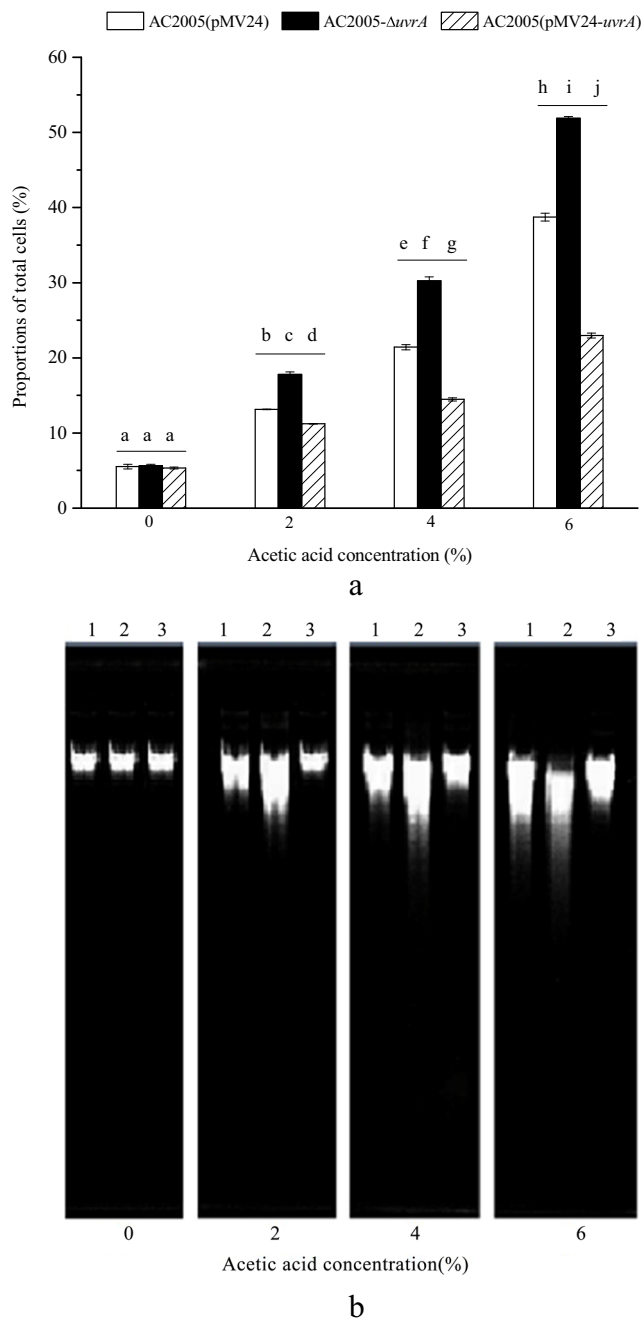 AC2005(pMV24) AC2005-ΔuvrA AC2005(pMV24-uvrA)
60
50
40
30
20
10
0
Proportions of total cells (%)
a a a
b c d
e f g
h i j
0 2 4 6
Acetic acid concentration (%)
a
1 2 3 1 2 3 1 2 3 1 2 3
0 2 4 6
Acetic acid concentration(%)
b